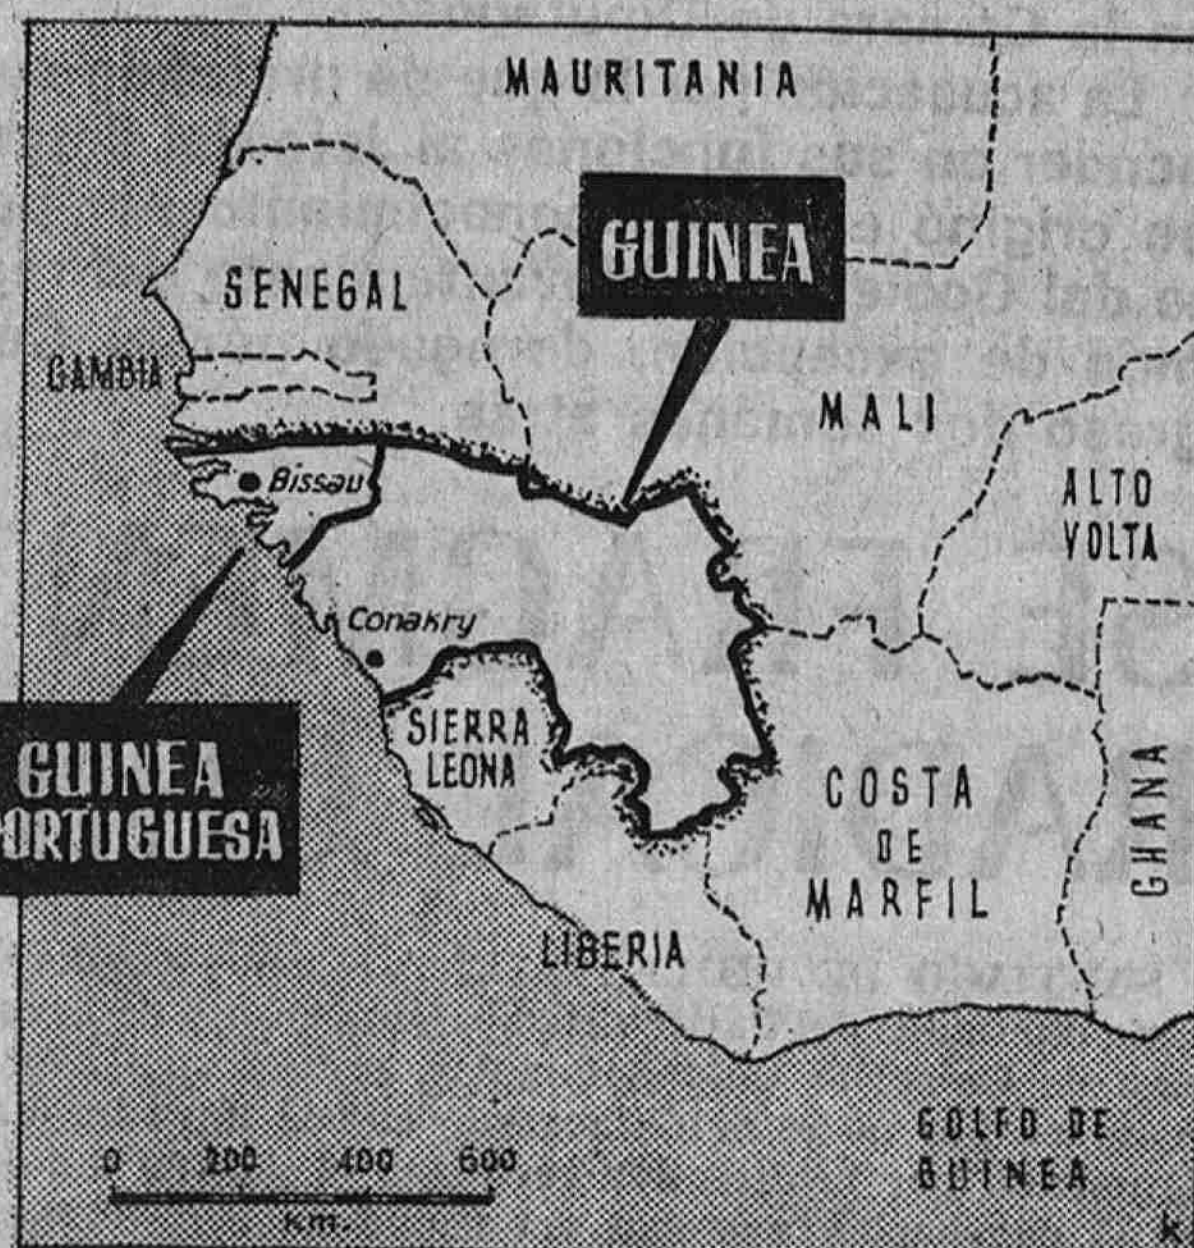 MAURITANIA
GUINEA
SENEGAL
GAMBIA
MALI
Bissau
ALTO
VOLTA
Conakry
SIERRA
LEONA
GUINEA
PORTUGUESA
COSTA
DE
MARFIL
GHANA
LIBERIA
GOLFO DE
GUINEA
0 200 400 600
Km.